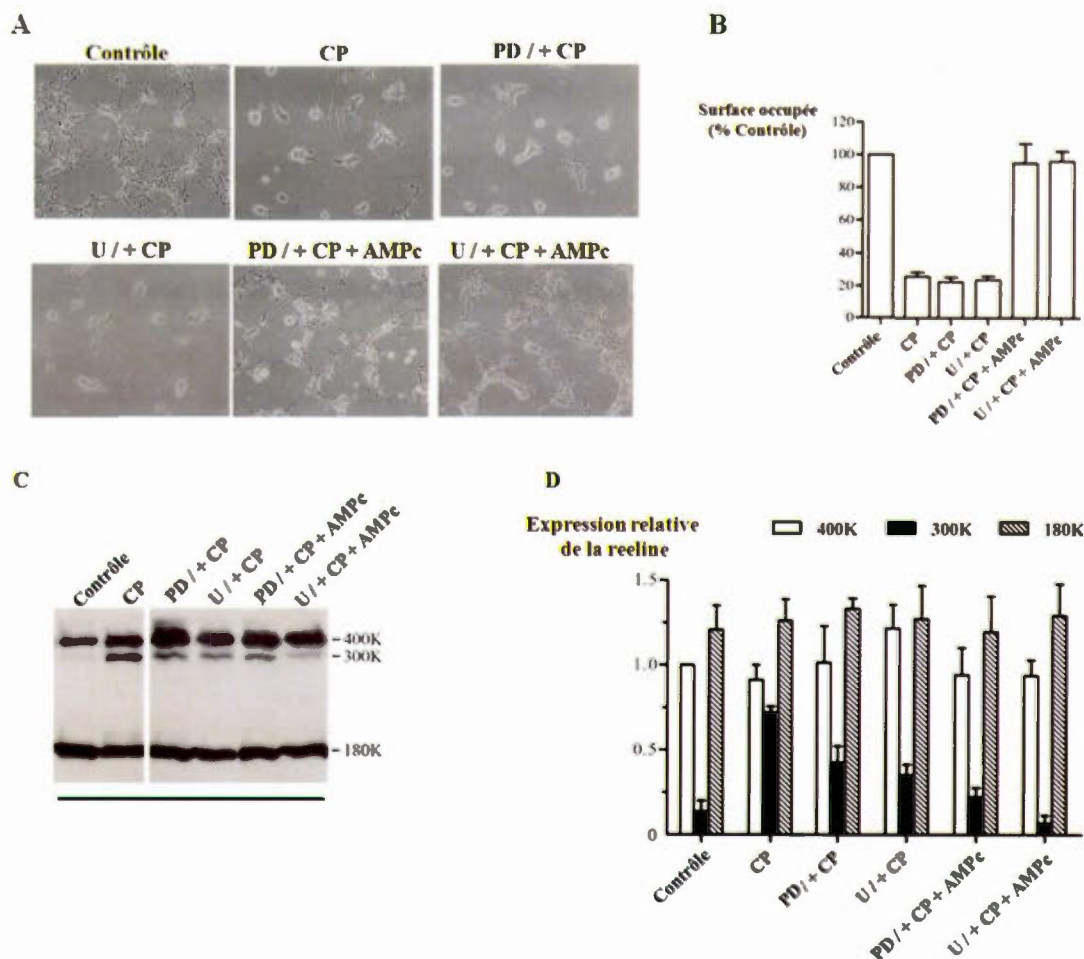 A
Contrôle
CP
PD / + CP
U / + CP
PD / + CP + AMPc
U / + CP + AMPc
B
Surface occupée
(% Contrôle)
120
100
80
60
40
20
0
Contrôle
CP
PD / + CP
U / + CP
PD / + CP + AMPc
U / + CP + AMPc
C
Contrôle
CP
PD / + CP
U / + CP
PD / + CP + AMPc
U / + CP + AMPc
400K
300K
180K
D
Expression relative
de la reeline
400K
300K
180K
1.5
1.0
0.5
0
Contrôle
CP
PD / + CP
U / + CP
PD / + CP + AMPc
U / + CP + AMPc